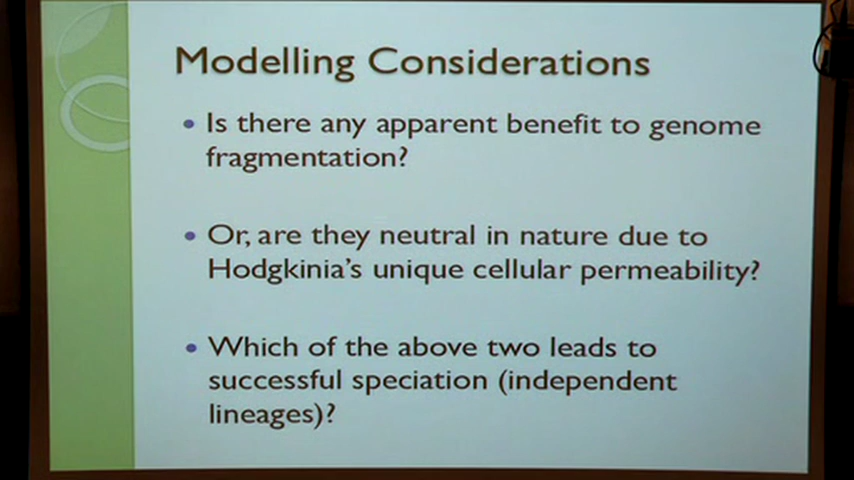 Modelling Considerations
• Is there any apparent benefit to genome
fragmentation?
• Or, are they neutral in nature due to
Hodgkinia's unique cellular permeability?
• Which of the above two leads to
successful speciation (independent
lineages)?